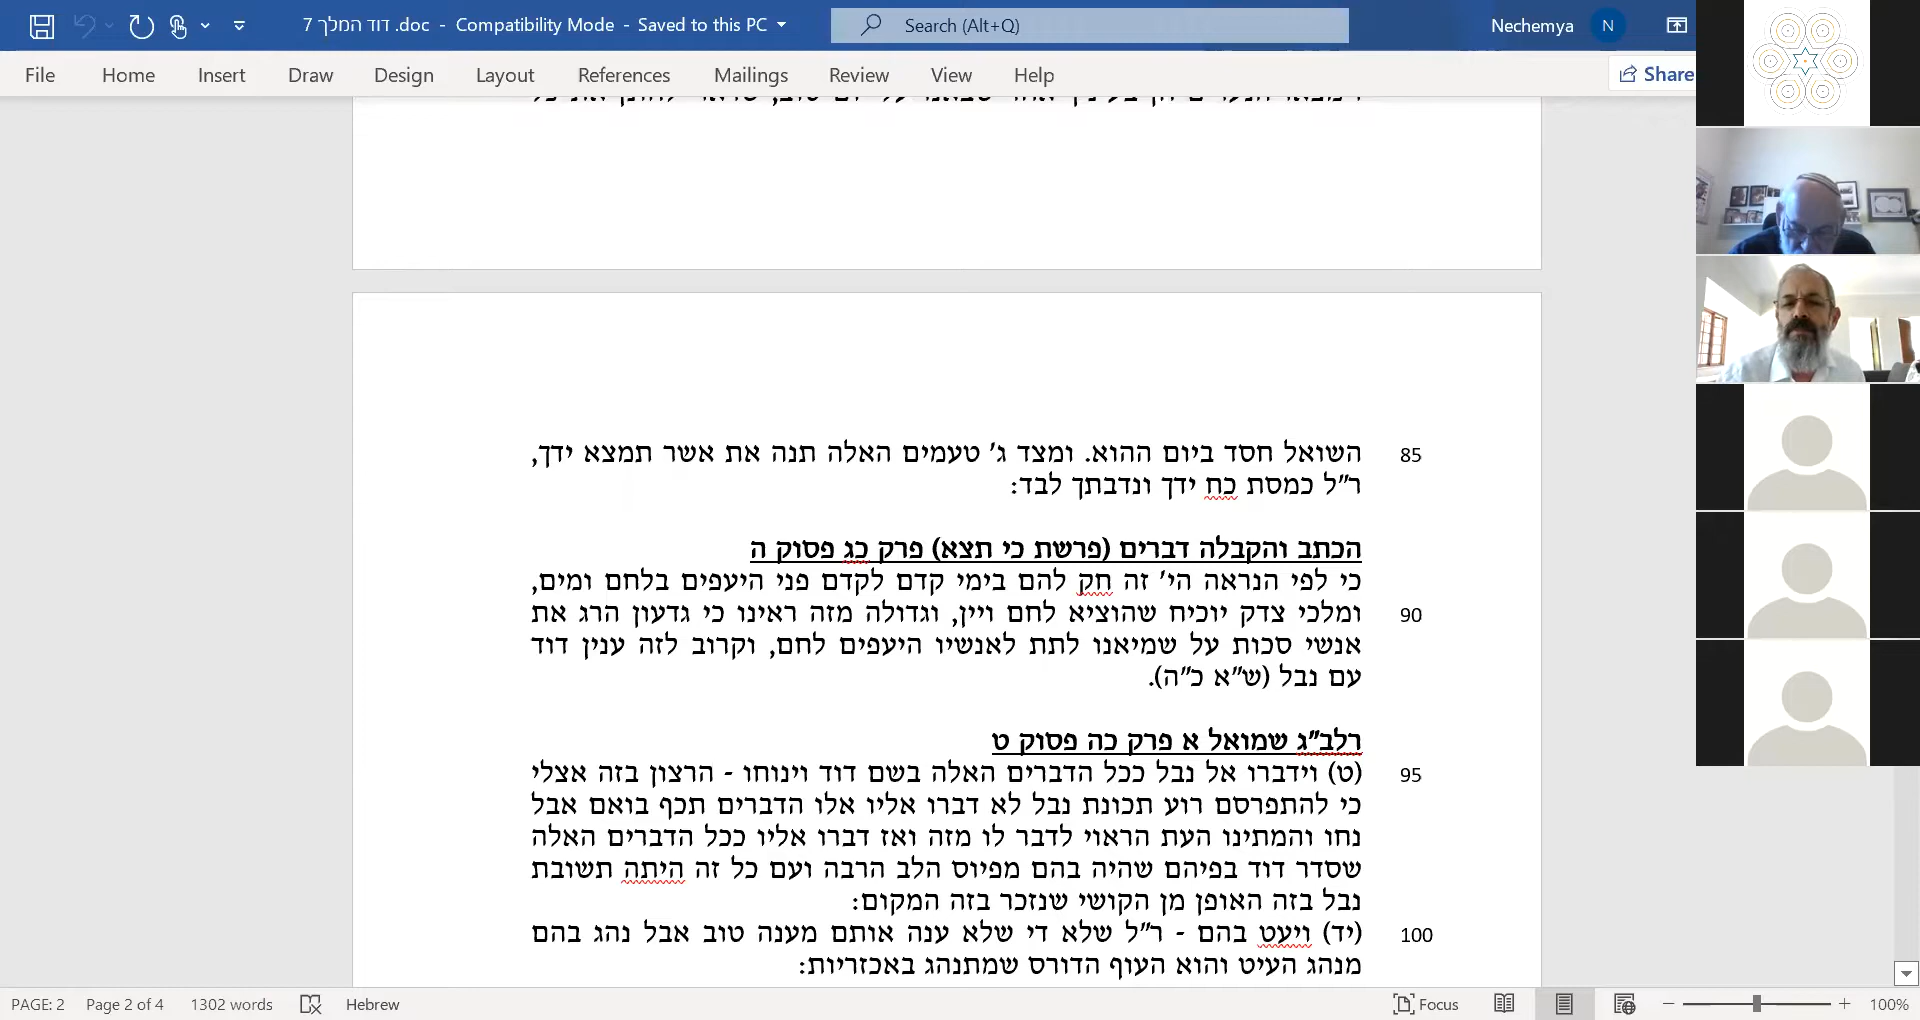 7 דוד המלך .doc - Compatibility Mode - Saved to this PC
Search (Alt+Q)
Nechemya
N
File Home Insert Draw Design Layout References Mailings Review View Help
Share
השואל חסד ביום ההוא. ומצד ג' טעמים האלה תנה את אשר תמצא ידך,
85
ר"ל כמסת כח ידך ונדבתך לבד:
הכתב והקבלה דברים (פרשת כי תצא) פרק כג פסוק ה
כי לפי הנראה הי' זה חק להם בימי קדם לקדם פני היעפים בלחם ומים,
ומלכי צדק יוכיח שהוציא לחם ויין, וגדולה מזה ראינו כי גדעון הרג את
90
אנשי סכות על שמיאנו לתת לאנשיו היעפים לחם, וקרוב לזה ענין דוד
עם נבל (ש"א כ"ה).
רלב"ג שמואל א פרק כה פסוק ט
(ט) וידברו אל נבל ככל הדברים האלה בשם דוד וינוחו - הרצון בזה אצלי
95
כי להתפרסם רוע תכונת נבל לא דברו אליו אלו הדברים תכף בואם אבל
נחו והמתינו העת הראוי לדבר לו מזה ואז דברו אליו ככל הדברים האלה
שסדר דוד בפיהם שהיה בהם מפיוס הלב הרבה ועם כל זה היתה תשובת
נבל בזה האופן מן הקושי שנזכר בזה המקום:
(יד) ויעט בהם - ר"ל שלא די שלא ענה אותם מענה טוב אבל נהג בהם
100
מנהג העיט והוא העוף הדורס שמתנהג באכזריות:
PAGE: 2 Page 2 of 4 1302 words Hebrew
Focus
100%